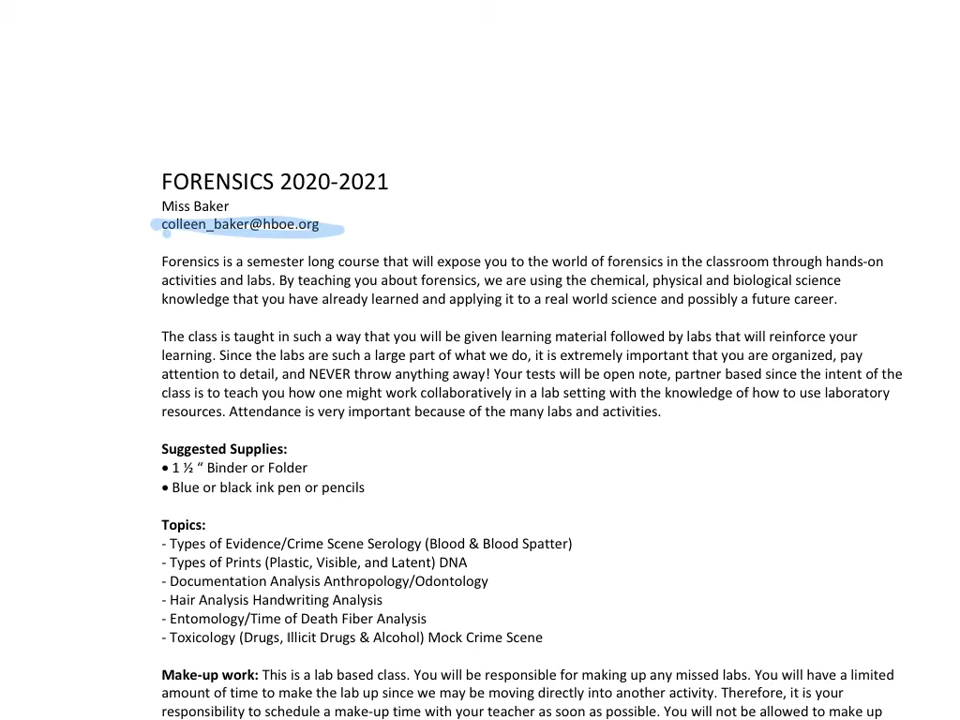 FORENSICS 2020-2021
Miss Baker
colleen_baker@hboe.org
Forensics is a semester long course that will expose you to the world of forensics in the classroom through hands-on
activities and labs. By teaching you about forensics, we are using the chemical, physical and biological science
knowledge that you have already learned and applying it to a real world science and possibly a future career.
The class is taught in such a way that you will be given learning material followed by labs that will reinforce your
learning. Since the labs are such a large part of what we do, it is extremely important that you are organized, pay
attention to detail, and NEVER throw anything away! Your tests will be open note, partner based since the intent of the
class is to teach you how one might work collaboratively in a lab setting with the knowledge of how to use laboratory
resources. Attendance is very important because of the many labs and activities.
Suggested Supplies:
• 1 ½ “ Binder or Folder
• Blue or black ink pen or pencils
Topics:
- Types of Evidence/Crime Scene Serology (Blood & Blood Spatter)
- Types of Prints (Plastic, Visible, and Latent) DNA
- Documentation Analysis Anthropology/Odontology
- Hair Analysis Handwriting Analysis
- Entomology/Time of Death Fiber Analysis
- Toxicology (Drugs, Illicit Drugs & Alcohol) Mock Crime Scene
Make-up work: This is a lab based class. You will be responsible for making up any missed labs. You will have a limited
amount of time to make the lab up since we may be moving directly into another activity. Therefore, it is your
responsibility to schedule a make-up time with your teacher as soon as possible. You will not be allowed to make up